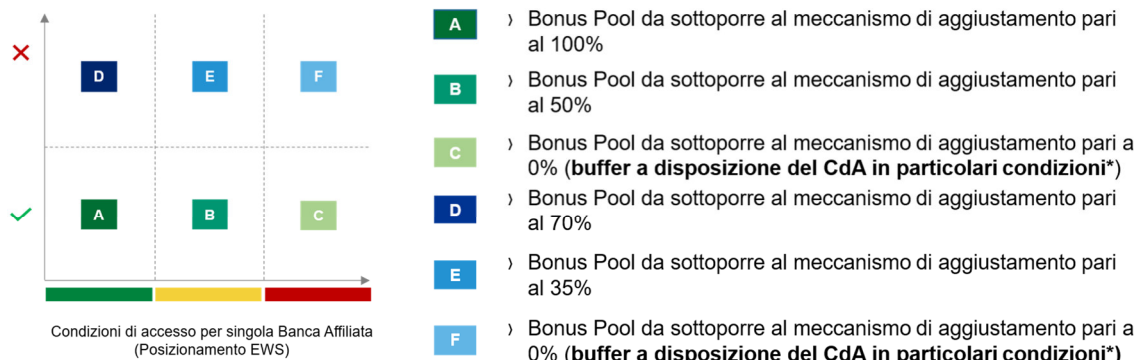 D
E
F
A
B
C
Condizioni di accesso per singola Banca Affiliata
(Posizionamento EWS)
A
› Bonus Pool da sottoporre al meccanismo di aggiustamento pari
al 100%
B
› Bonus Pool da sottoporre al meccanismo di aggiustamento pari
al 50%
C
› Bonus Pool da sottoporre al meccanismo di aggiustamento pari a
0% (buffer a disposizione del CdA in particolari condizioni*)
D
› Bonus Pool da sottoporre al meccanismo di aggiustamento pari
al 70%
E
› Bonus Pool da sottoporre al meccanismo di aggiustamento pari
al 35%
F
› Bonus Pool da sottoporre al meccanismo di aggiustamento pari a
0% (buffer a disposizione del CdA in particolari condizioni*)